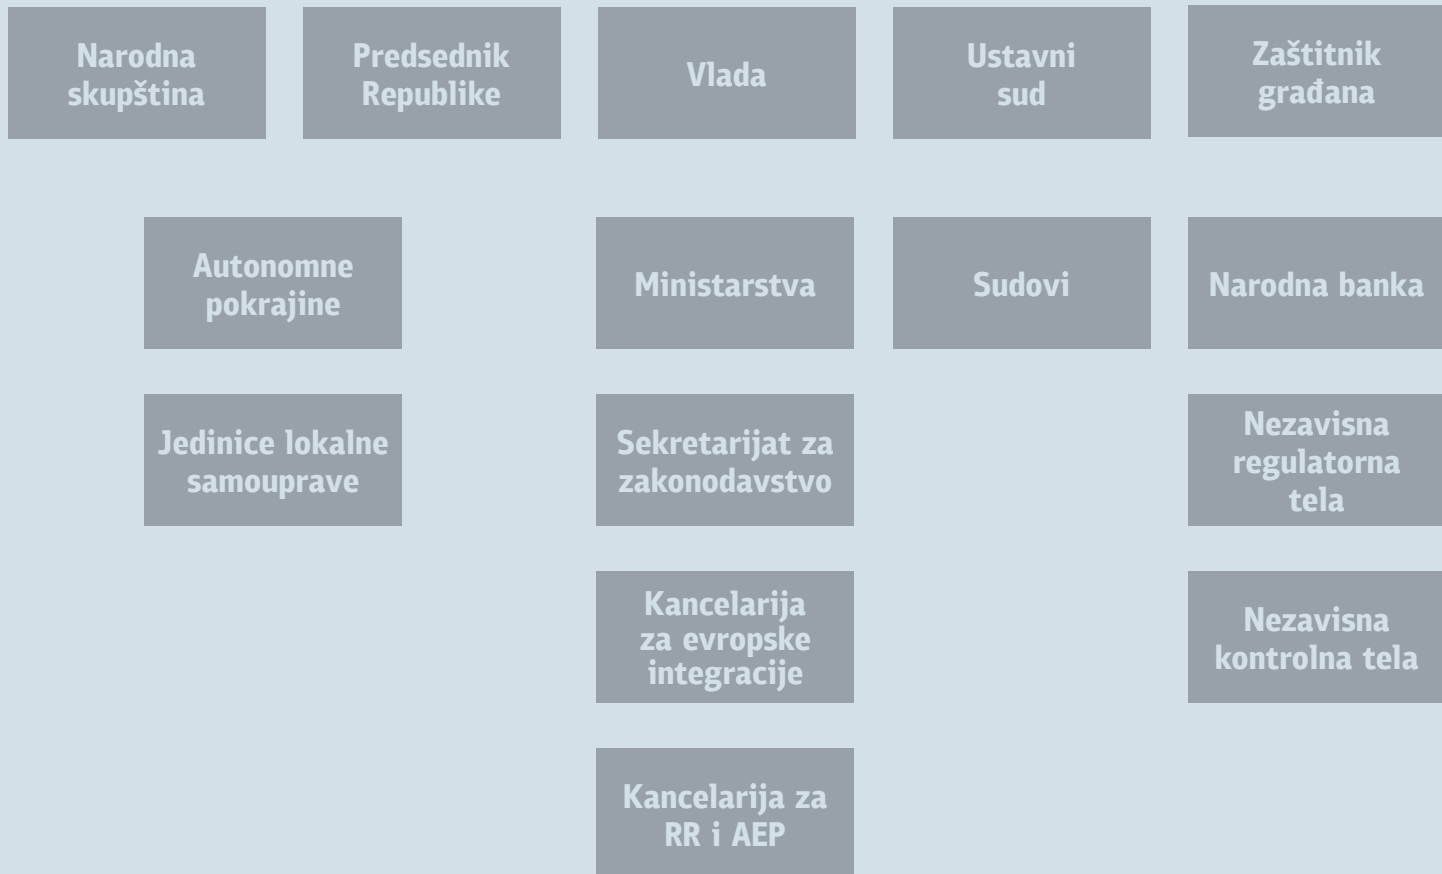 Narodna
skupština
Predsednik
Republike
Vlada
Ustavni
sud
Zaštitnik
građana
Autonomne
pokrajine
Ministarstva
Sudovi
Narodna banka
Jedinice lokalne
samouprave
Sekretarijat za
zakonodavstvo
Nezavisna
regulatorna
tela
Kancelarija
za evropske
integracije
Nezavisna
kontrolna tela
Kancelarija za
RR i AEP